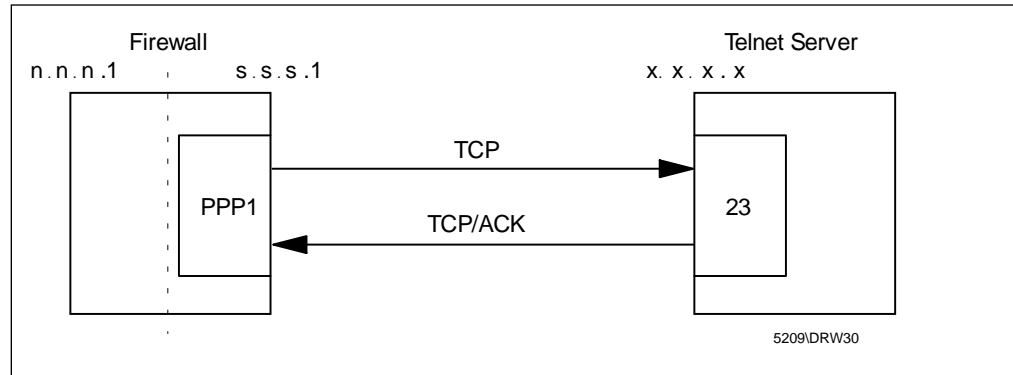 Firewall
Telnet Server
n.n.n.1
s.s.s.1
x.x.x.x
TCP
PPP1
23
TCP/ACK
5209\DRW30